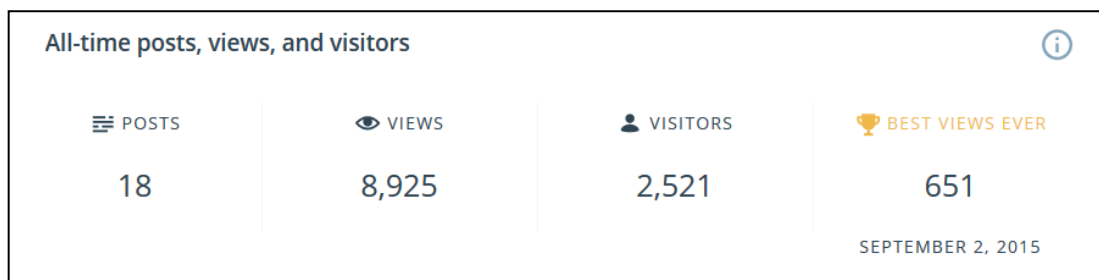 All-time posts, views, and visitors
POSTS
18
VIEWS
8,925
VISITORS
2,521
BEST VIEWS EVER
651
SEPTEMBER 2, 2015